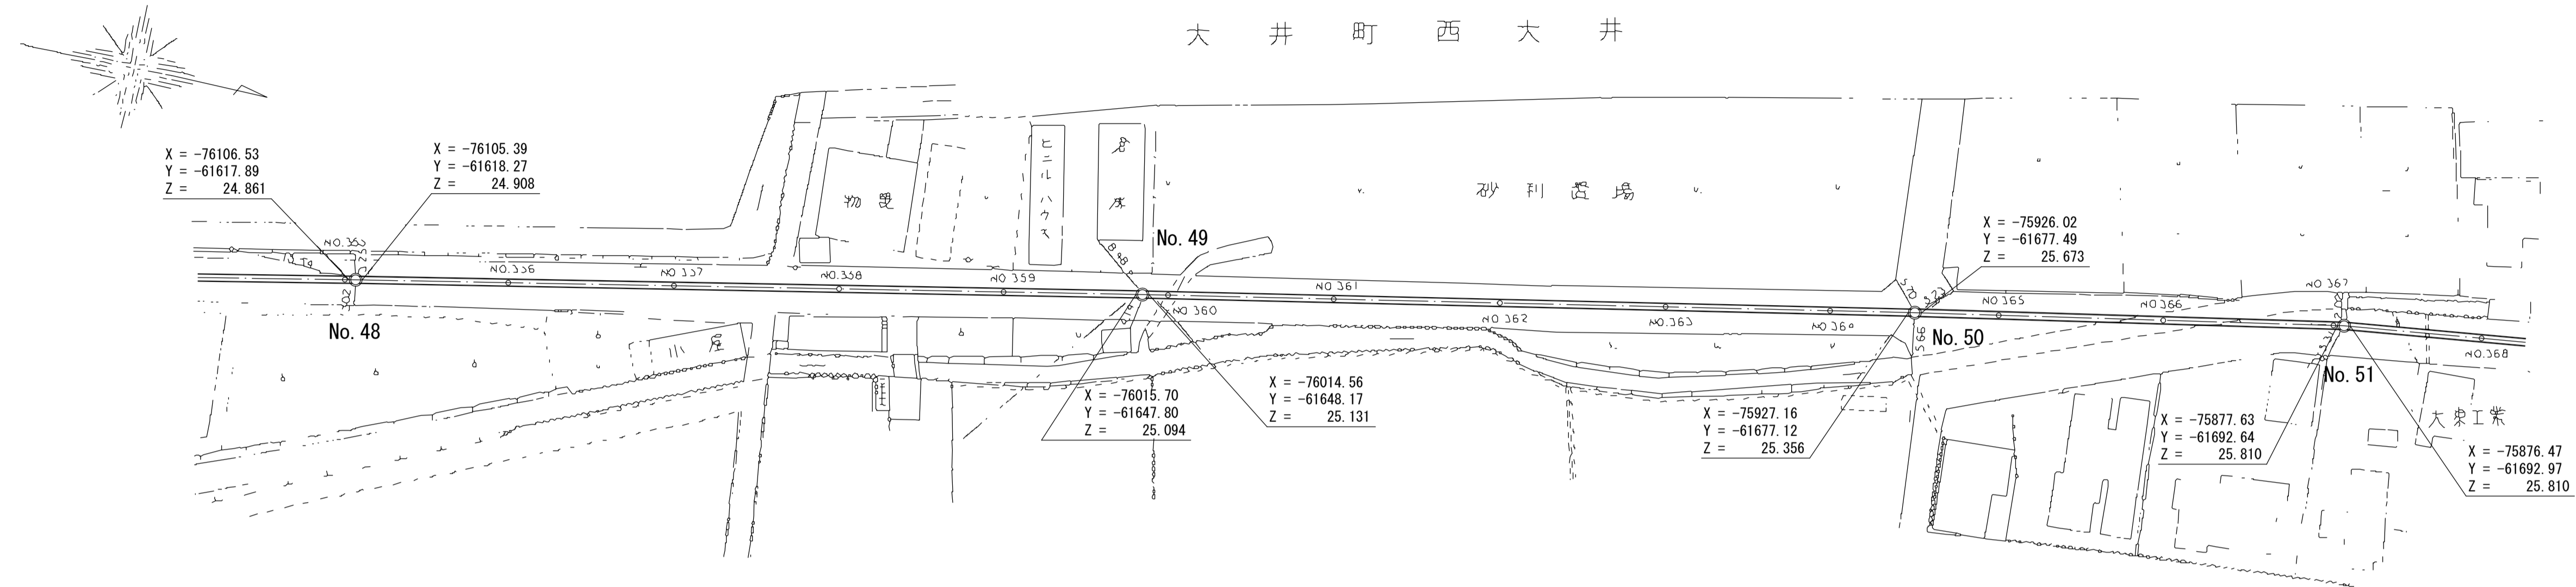 大井町西大井
X = -76106.53
Y = -61617.89
Z = 24.861
X = -76105.39
Y = -61618.27
Z = 24.908
物置
ビニルハウス
倉庫
砂利置場
X = -75926.02
Y = -61677.49
Z = 25.673
No.49
8.98
NO.356
NO.357
NO.358
NO.359
NO.360
NO.361
NO.362
NO.363
NO.365
NO.366
NO.367
NO.368
No.48
小屋
No.50
5.66
No.51
大東工業
X = -76015.70
Y = -61647.80
Z = 25.094
X = -76014.56
Y = -61648.17
Z = 25.131
X = -75927.16
Y = -61677.12
Z = 25.356
X = -75877.63
Y = -61692.64
Z = 25.810
X = -75876.47
Y = -61692.97
Z = 25.810